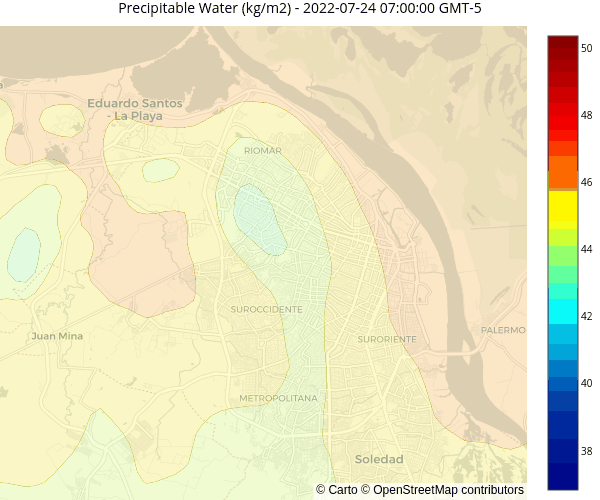 Precipitable Water (kg/m2) - 2022-07-24 07:00:00 GMT-5
50
48
46
44
42
40
38
Eduardo Santos
- La Playa
RIOMAR
SUROCCIDENTE
Juan Mina
SURORIENTE
PALERMO
METROPOLITANA
Soledad
© Carto © OpenStreetMap contributors